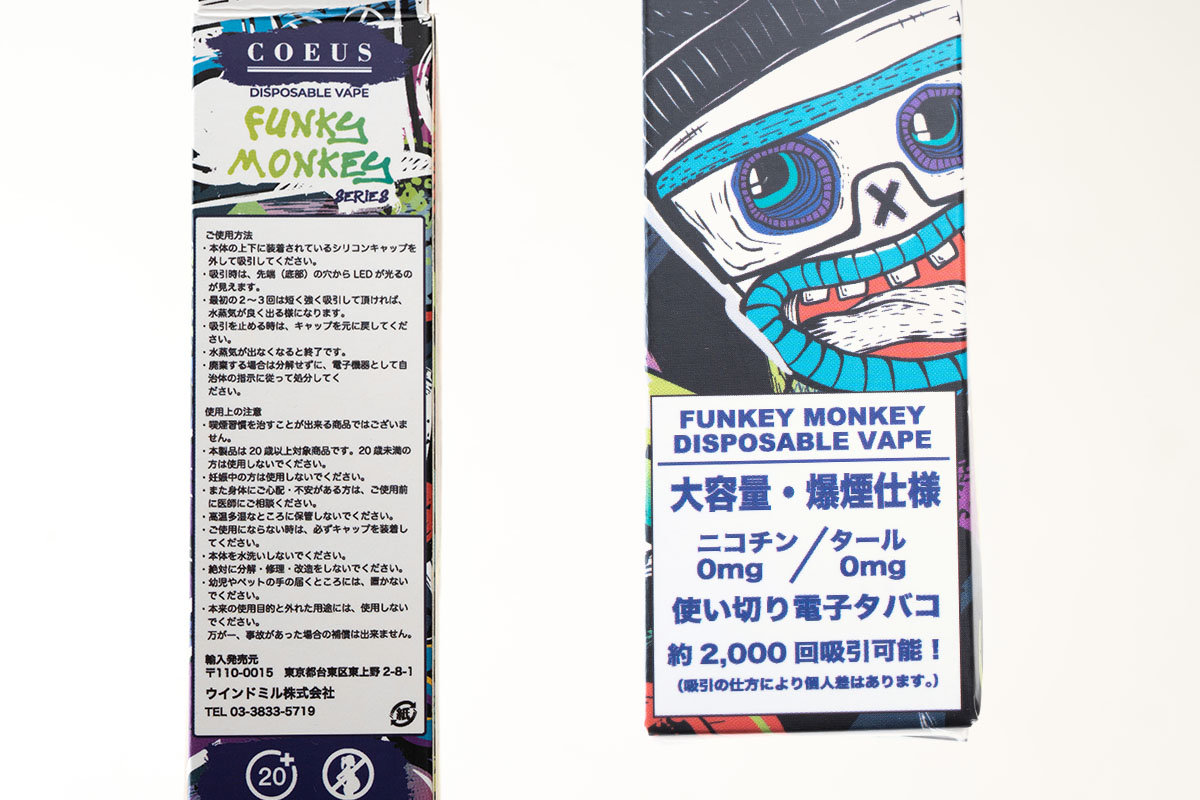 COEUS
DISPOSABLE VAPE
FUNKY
MONKEY
SERIES
ご使用方法
・本体の上下に装着されているシリコンキャップを
外して吸引してください。
・吸引時は、先端（底部）の穴からLEDが光るの
が見えます。
・最初の2〜3回は短く強く吸引して頂ければ、
水蒸気が良く出る様になります。
・吸引を止める時は、キャップを元に戻してくだ
さい。
・水蒸気が出なくなると終了です。
・廃棄する場合は分解せずに、電子機器として自
治体の指示に従って処分してく
ださい。
使用上の注意
・喫煙習慣を治すことが出来る商品ではございま
せん。
・本製品は20歳以上対象商品です。20歳未満の
方は使用しないでください。
・妊娠中の方は使用しないでください。
・また身体にご心配・不安がある方は、ご使用前
に医師にご相談ください。
・高温多湿なところに保管しないでください。
・ご使用にならない時は、必ずキャップを装着し
てください。
・本体を水洗いしないでください。
・絶対に分解・修理・改造をしないでください。
・幼児やペットの手の届くところには、置かない
でください。
・本来の使用目的と外れた用途には、使用しない
でください。
万が一、事故があった場合の補償は出来ません。
輸入発売元
〒110-0015 東京都台東区東上野2-8-1
ウインドミル株式会社
TEL 03-3833-5719
紙
20+
FUNKEY MONKEY
DISPOSABLE VAPE
大容量・爆煙仕様
ニコチン／タール
0mg 0mg
使い切り電子タバコ
約2,000回吸引可能！
（吸引の仕方により個人差はあります。）